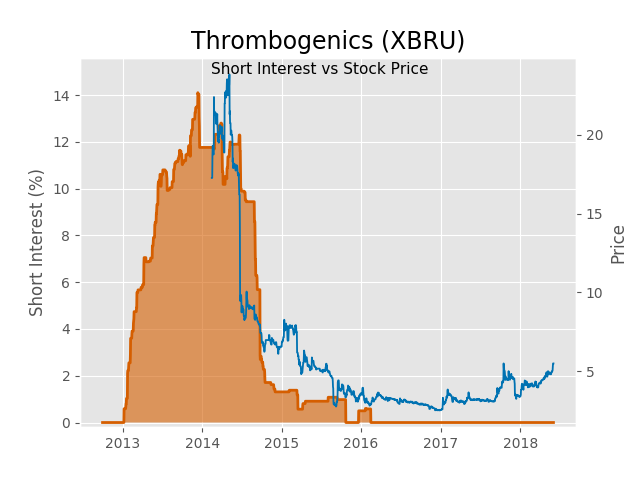 Thrombogenics (XBRU)
Short Interest vs Stock Price
Short Interest (%)
Price
14
12
10
8
6
4
2
0
20
15
10
5
2013 2014 2015 2016 2017 2018